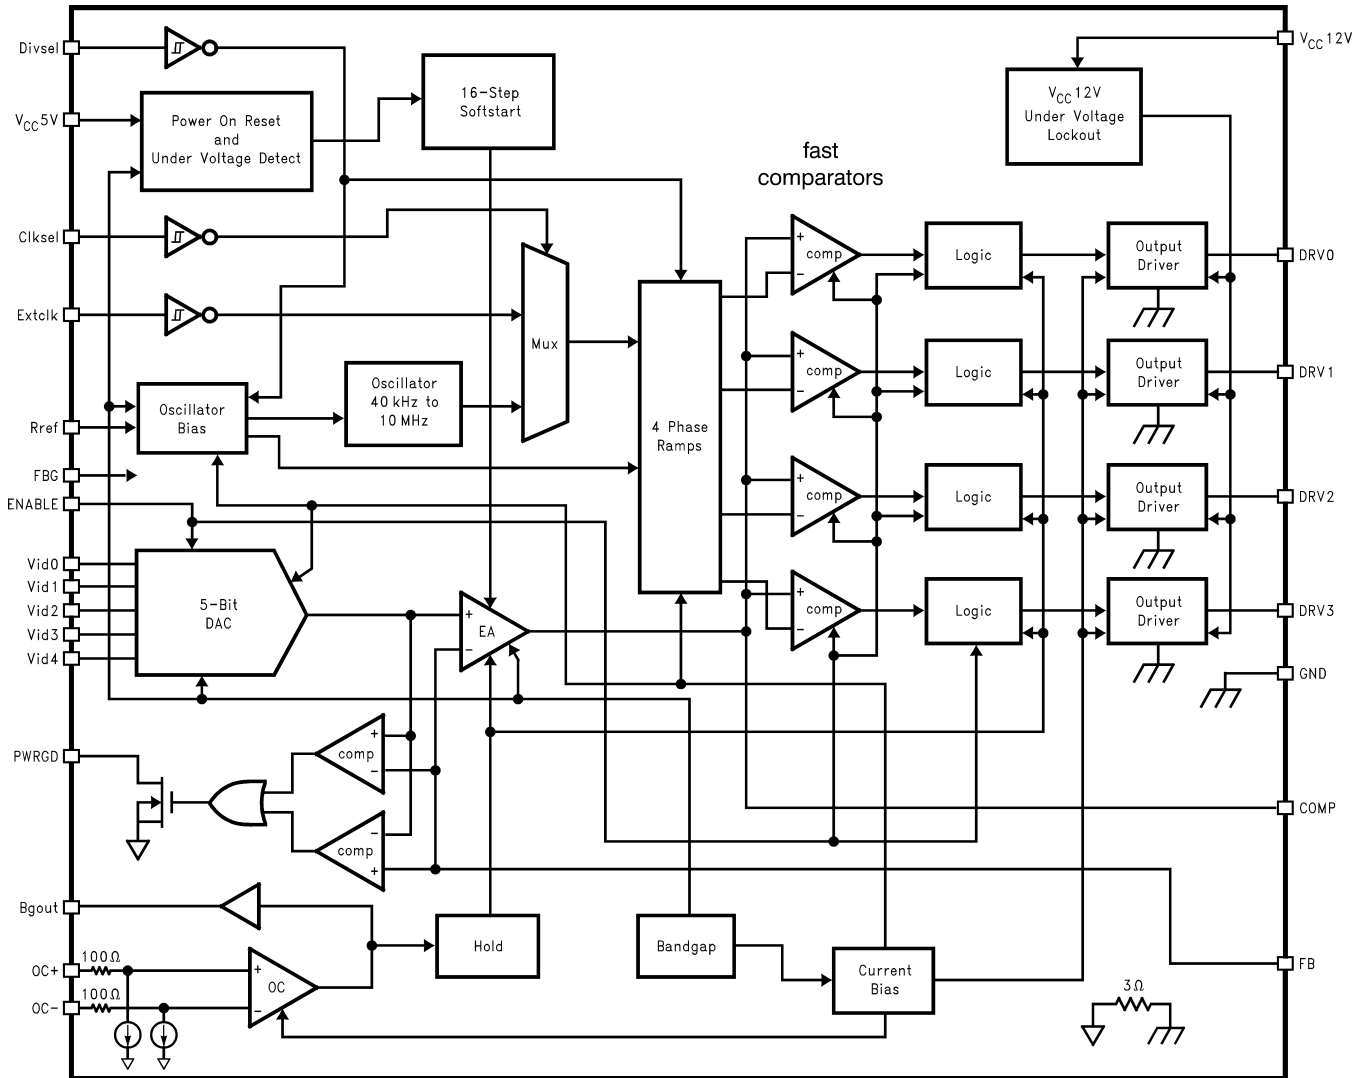 Divsel
VCC5V
Clksel
Extclk
Rref
FBG
ENABLE
Vid0
Vid1
Vid2
Vid3
Vid4
PWRGD
Bgout
OC+
OC-
100Ω
100Ω
Power On Reset
and
Under Voltage Detect
16-Step
Softstart
Oscillator
Bias
Oscillator
40 kHz to
10 MHz
Mux
5-Bit
DAC
+
EA
−
+
comp
−
−
comp
+
+
OC
−
Hold
Bandgap
Current
Bias
4 Phase
Ramps
fast
comparators
+
comp
−
+
comp
−
+
comp
−
+
comp
−
Logic
Logic
Logic
Logic
VCC12V
Under Voltage
Lockout
Output
Driver
Output
Driver
Output
Driver
Output
Driver
3Ω
VCC12V
DRV0
DRV1
DRV2
DRV3
GND
COMP
FB